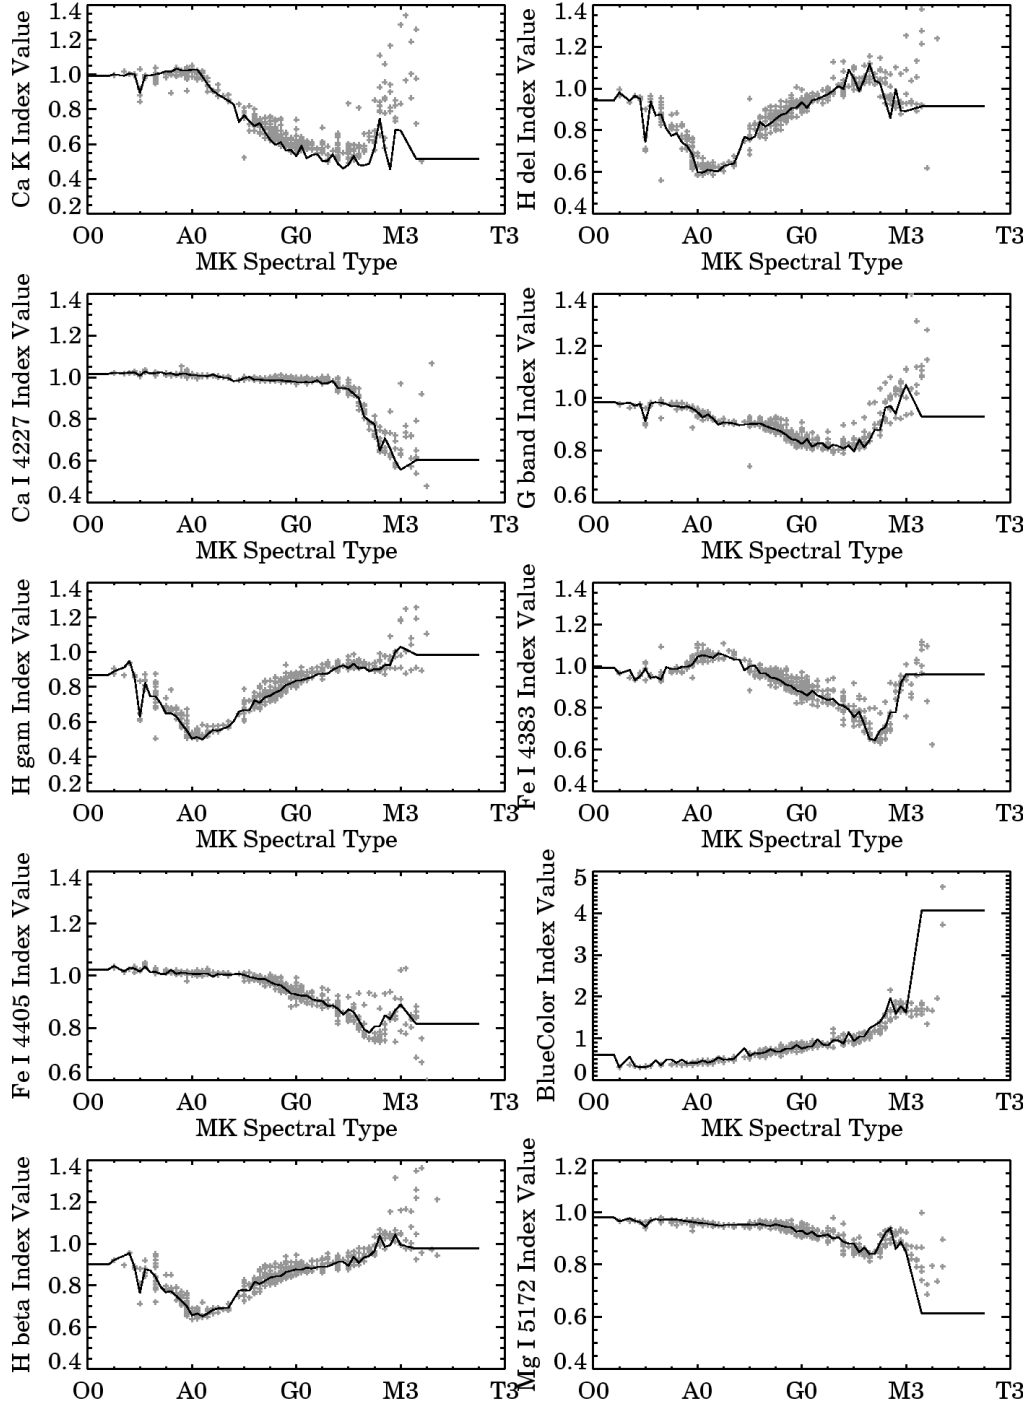 Ca K Index Value
1.4
1.2
1.0
0.8
0.6
0.4
0.2
O0 A0 G0 M3 T3
MK Spectral Type
H del Index Value
1.4
1.2
1.0
0.8
0.6
0.4
O0 A0 G0 M3 T3
MK Spectral Type
Ca I 4227 Index Value
1.4
1.2
1.0
0.8
0.6
0.4
O0 A0 G0 M3 T3
MK Spectral Type
G band Index Value
1.4
1.2
1.0
0.8
0.6
O0 A0 G0 M3 T3
MK Spectral Type
H gam Index Value
1.4
1.2
1.0
0.8
0.6
0.4
0.2
O0 A0 G0 M3 T3
MK Spectral Type
Fe I 4383 Index Value
1.4
1.2
1.0
0.8
0.6
0.4
O0 A0 G0 M3 T3
MK Spectral Type
Fe I 4405 Index Value
1.4
1.2
1.0
0.8
0.6
O0 A0 G0 M3 T3
MK Spectral Type
BlueColor Index Value
5
4
3
2
1
0
O0 A0 G0 M3 T3
MK Spectral Type
H beta Index Value
1.4
1.2
1.0
0.8
0.6
0.4
O0 A0 G0 M3 T3
Mg I 5172 Index Value
1.2
1.0
0.8
0.6
0.4
O0 A0 G0 M3 T3